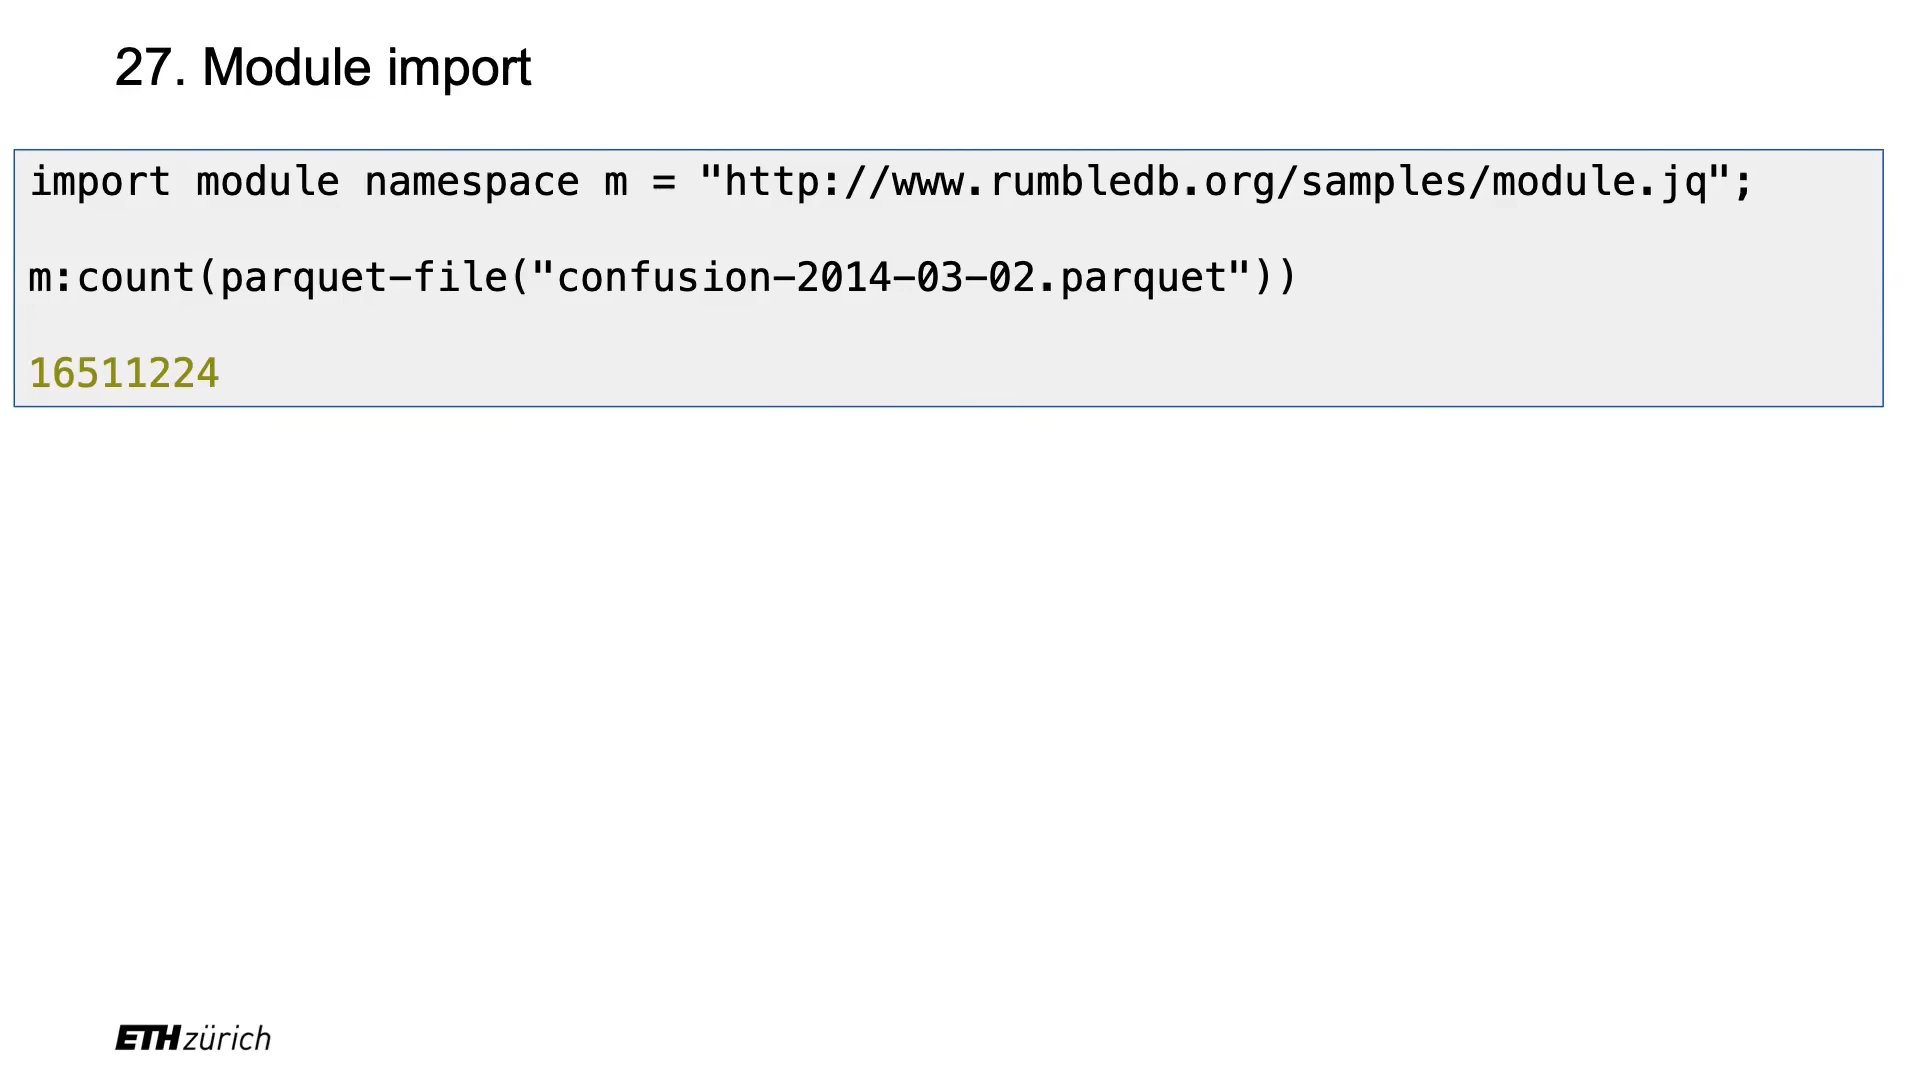 27. Module import
import module namespace m = "http://www.rumbledb.org/samples/module.jq";
m:count(parquet-file("confusion-2014-03-02.parquet"))
16511224
ETH zürich